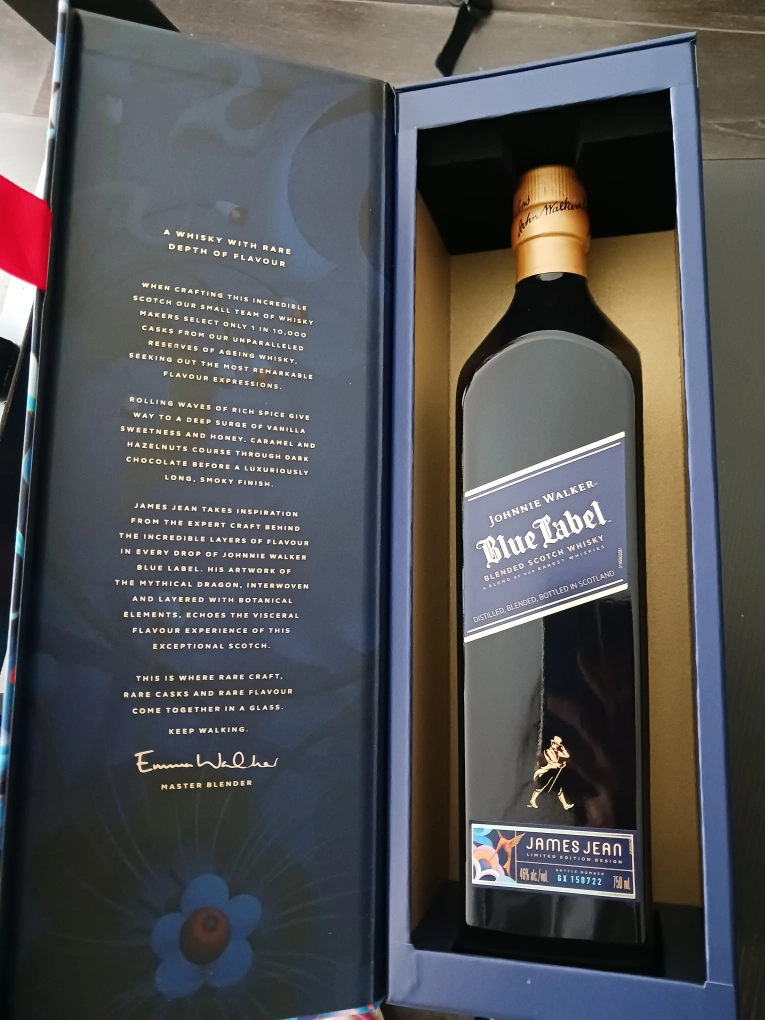 A WHISKY WITH RARE
DEPTH OF FLAVOUR
WHEN CRAFTING THIS INCREDIBLE
SCOTCH OUR SMALL TEAM OF WHISKY
MAKERS SELECT ONLY 1 IN 10,000
CASKS FROM OUR UNPARALLELED
RESERVES OF AGEING WHISKY,
SEEKING OUT THE MOST REMARKABLE
FLAVOUR EXPRESSIONS.
ROLLING WAVES OF RICH SPICE GIVE
WAY TO A DEEP SURGE OF VANILLA
SWEETNESS AND HONEY. CARAMEL AND
HAZELNUTS COURSE THROUGH DARK
CHOCOLATE BEFORE A LUXURIOUSLY
LONG, SMOKY FINISH.
JAMES JEAN TAKES INSPIRATION
FROM THE EXPERT CRAFT BEHIND
THE INCREDIBLE LAYERS OF FLAVOUR
IN EVERY DROP OF JOHNNIE WALKER
BLUE LABEL. HIS ARTWORK OF
THE MYTHICAL DRAGON, INTERWOVEN
AND LAYERED WITH BOTANICAL
ELEMENTS, ECHOES THE VISCERAL
FLAVOUR EXPERIENCE OF THIS
EXCEPTIONAL SCOTCH.
THIS IS WHERE RARE CRAFT,
RARE CASKS AND RARE FLAVOUR
COME TOGETHER IN A GLASS.
KEEP WALKING.
Emma Walker
MASTER BLENDER
John Walker
JOHNNIE WALKER™
Blue Label™
BLENDED SCOTCH WHISKY
A BLEND OF OUR RAREST WHISKIES
DISTILLED, BLENDED, BOTTLED IN SCOTLAND
JAMES JEAN
LIMITED EDITION DESIGN
46% alc./vol.
BOTTLE NUMBER
GX 150722
750 ml